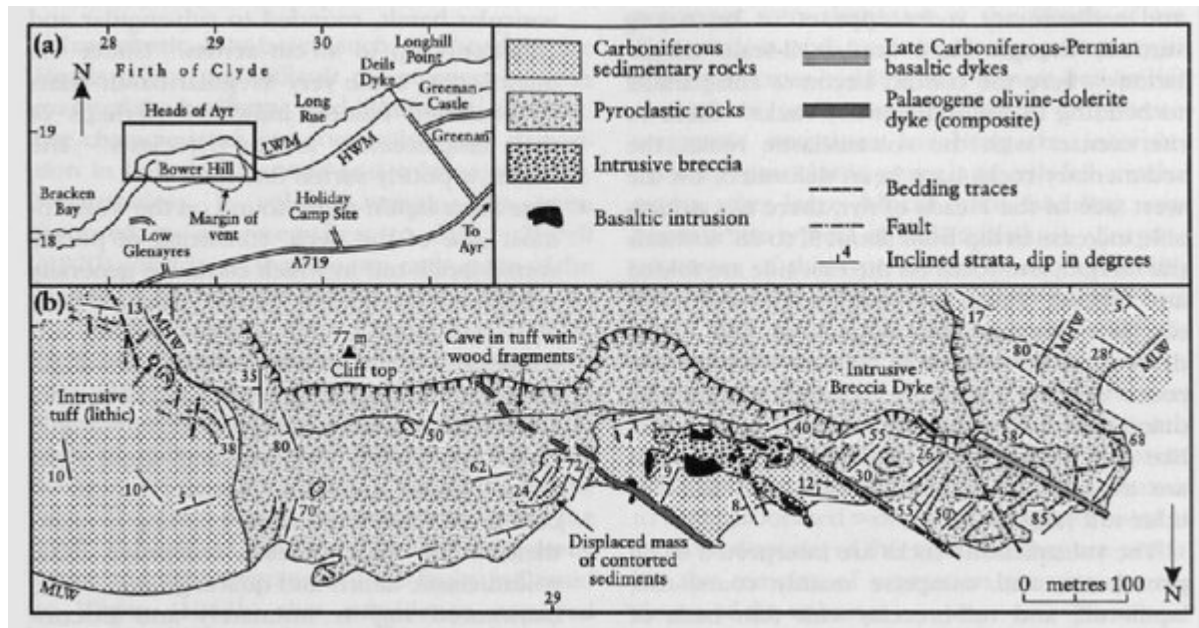 (a)
28
29
30
N
Firth of Clyde
Deils
Dyke
Longhill
Point
Greenan
Castle
Long
Rue
Heads of Ayr
Greenan
19
LWM
HWM
Bower Hill
Bracken
Bay
Margin of
vent
Holiday
Camp Site
18
Low
Glenayres
To
Ayr
A719
Carboniferous
sedimentary rocks
Pyroclastic rocks
Intrusive breccia
Basaltic intrusion
Late Carboniferous-Permian
basaltic dykes
Palaeogene olivine-dolerite
dyke (composite)
Bedding traces
Fault
4
Inclined strata, dip in degrees
(b)
13
MHW
77 m
Cliff top
Cave in tuff with
wood fragments
17
5
80
MHW
28
MLW
35
Intrusive
Breccia Dyke
Intrusive
tuff (lithic)
38
80
50
4
40
55
26
58
68
62
72
9
30
10
10
5
24
12
70
8
55
50
85
Displaced mass
of contorted
sediments
MLW
29
0 metres 100
N